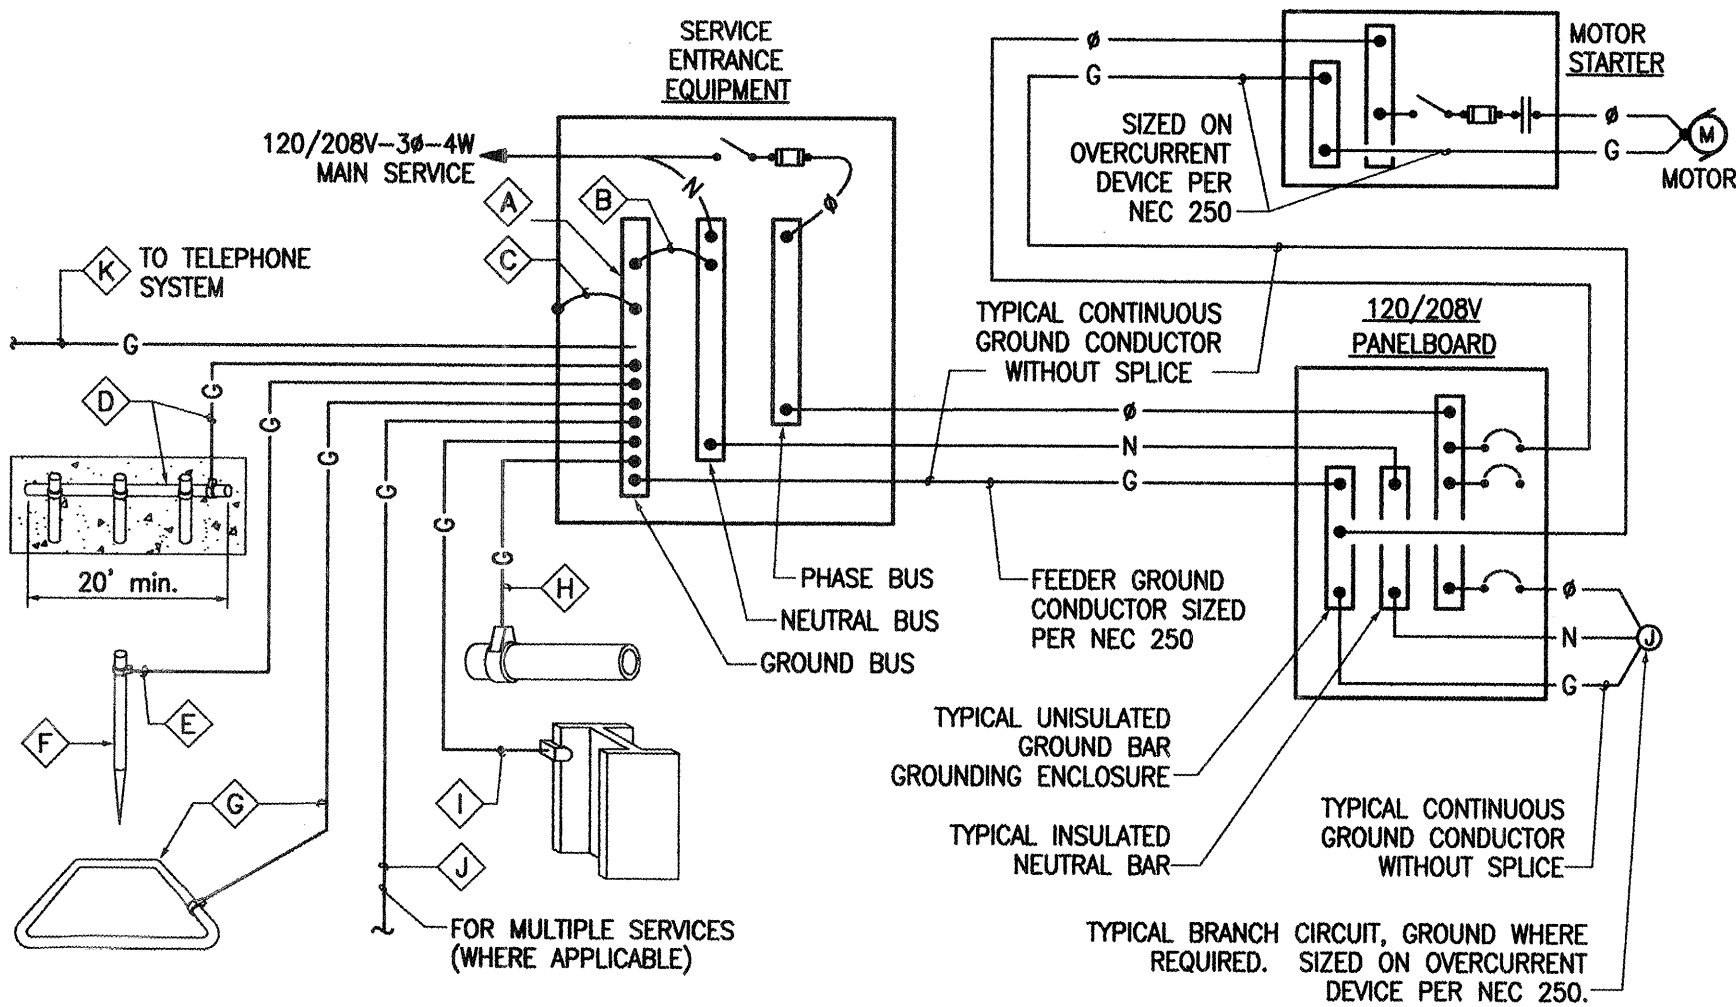 SERVICE
ENTRANCE
EQUIPMENT
120/208V-3Ø-4W
MAIN SERVICE
N
Ø
A
B
C
K
TO TELEPHONE
SYSTEM
G
D
G
G
G
G
G
G
20' min.
H
E
F
G
I
J
FOR MULTIPLE SERVICES
(WHERE APPLICABLE)
PHASE BUS
NEUTRAL BUS
GROUND BUS
MOTOR
STARTER
Ø
G
SIZED ON
OVERCURRENT
DEVICE PER
NEC 250
Ø
G
M
MOTOR
TYPICAL CONTINUOUS
GROUND CONDUCTOR
WITHOUT SPLICE
120/208V
PANELBOARD
Ø
N
G
FEEDER GROUND
CONDUCTOR SIZED
PER NEC 250
Ø
N
G
J
TYPICAL UNISULATED
GROUND BAR
GROUNDING ENCLOSURE
TYPICAL INSULATED
NEUTRAL BAR
TYPICAL CONTINUOUS
GROUND CONDUCTOR
WITHOUT SPLICE
TYPICAL BRANCH CIRCUIT, GROUND WHERE
REQUIRED. SIZED ON OVERCURRENT
DEVICE PER NEC 250.